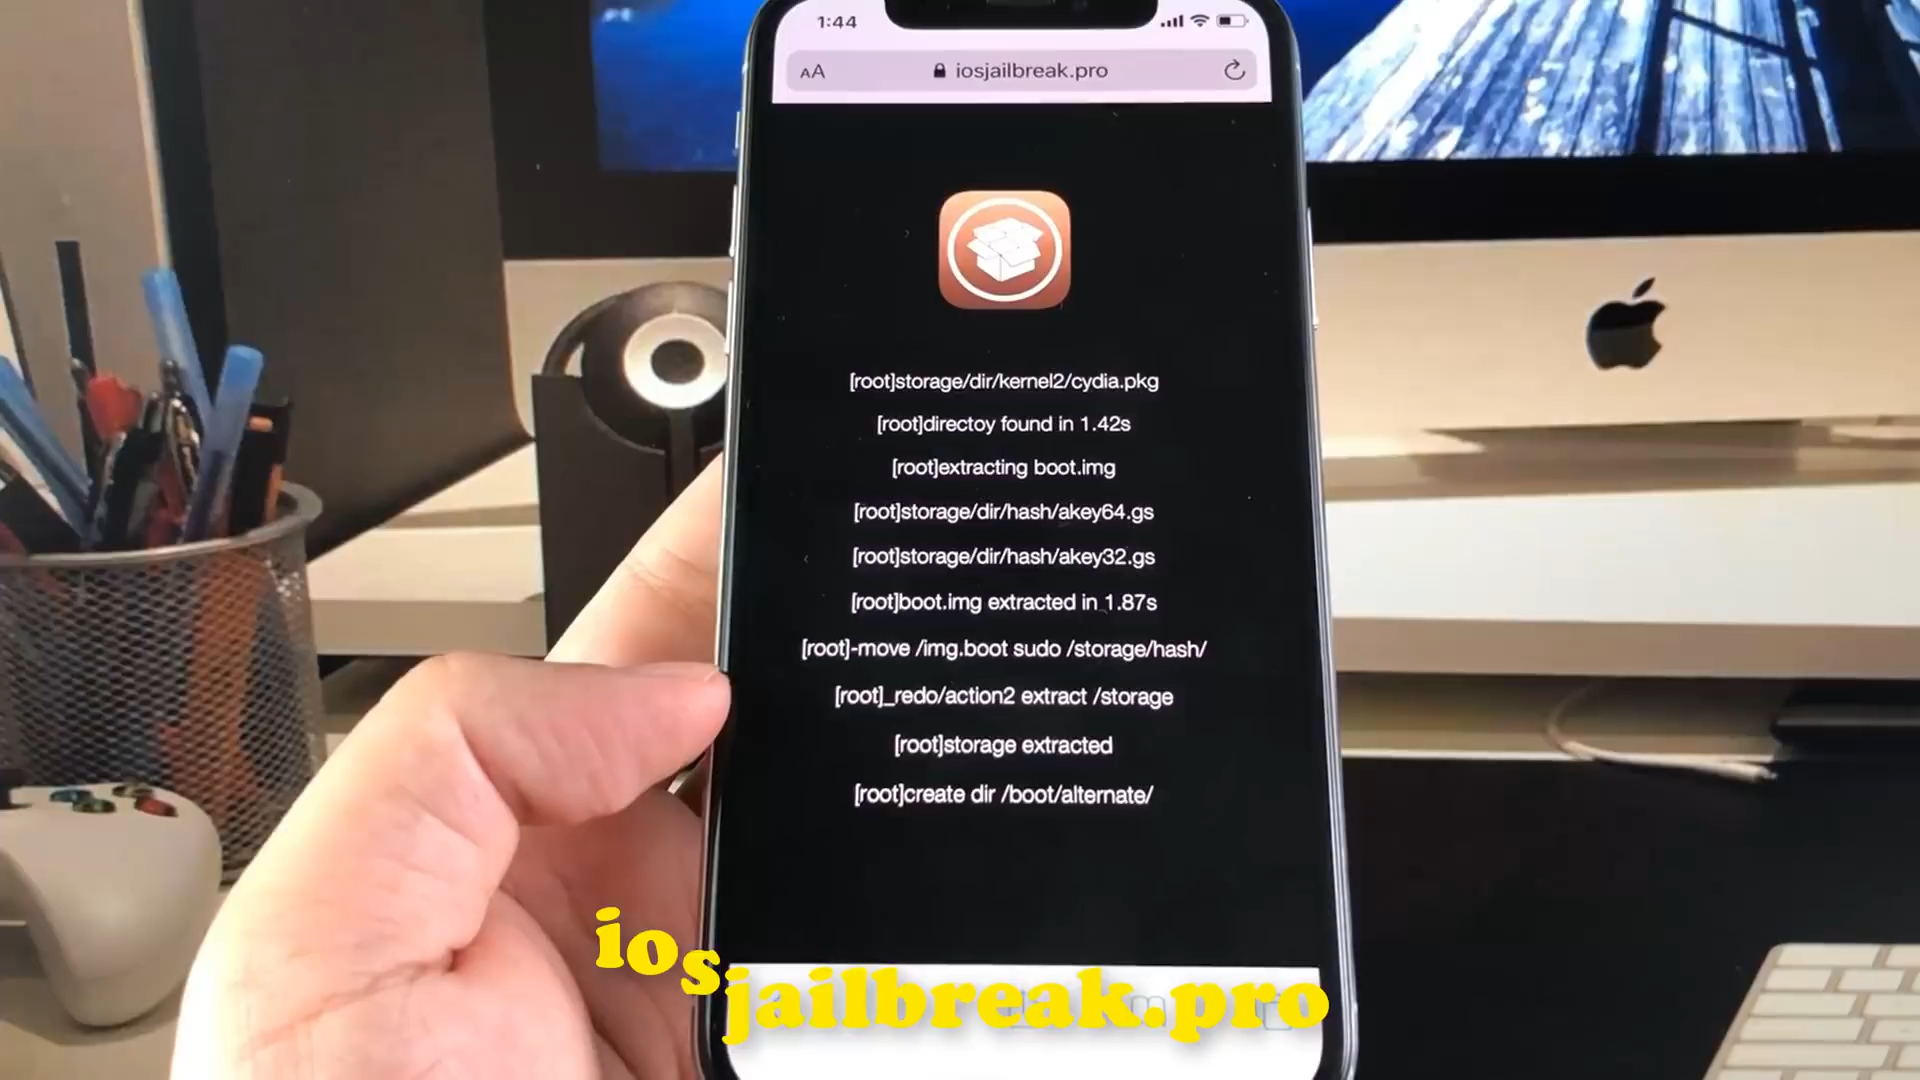 1:44
AA iosjailbreak.pro
[root]storage/dir/kernel2/cydia.pkg
[root]directoy found in 1.42s
[root]extracting boot.img
[root]storage/dir/hash/akey64.gs
[root]storage/dir/hash/akey32.gs
[root]boot.img extracted in 1.87s
[root]-move /img.boot sudo /storage/hash/
[root]_redo/action2 extract /storage
[root]storage extracted
[root]create dir /boot/alternate/
iosjailbreak.pro